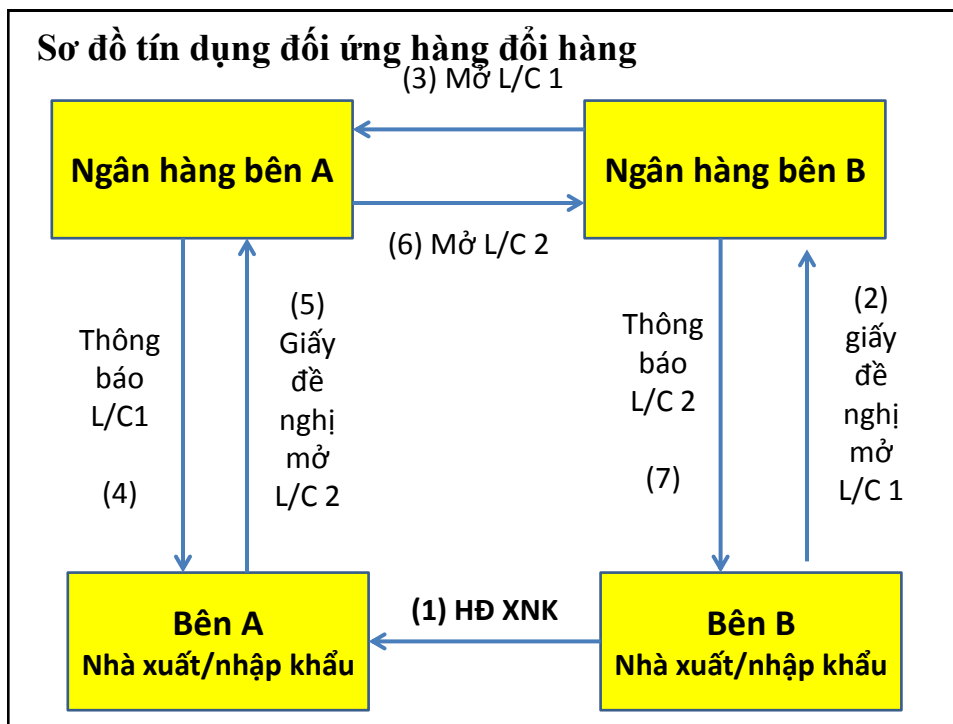 Sơ đồ tín dụng đối ứng hàng đổi hàng
(3) Mở L/C 1
Ngân hàng bên A
Ngân hàng bên B
(6) Mở L/C 2
Thông
báo
L/C1
(4)
(5)
Giấy
đề
nghị
mở
L/C 2
Thông
báo
L/C 2
(7)
(2)
giấy
đề
nghị
mở
L/C 1
Bên A
Nhà xuất/nhập khẩu
(1) HĐ XNK
Bên B
Nhà xuất/nhập khẩu